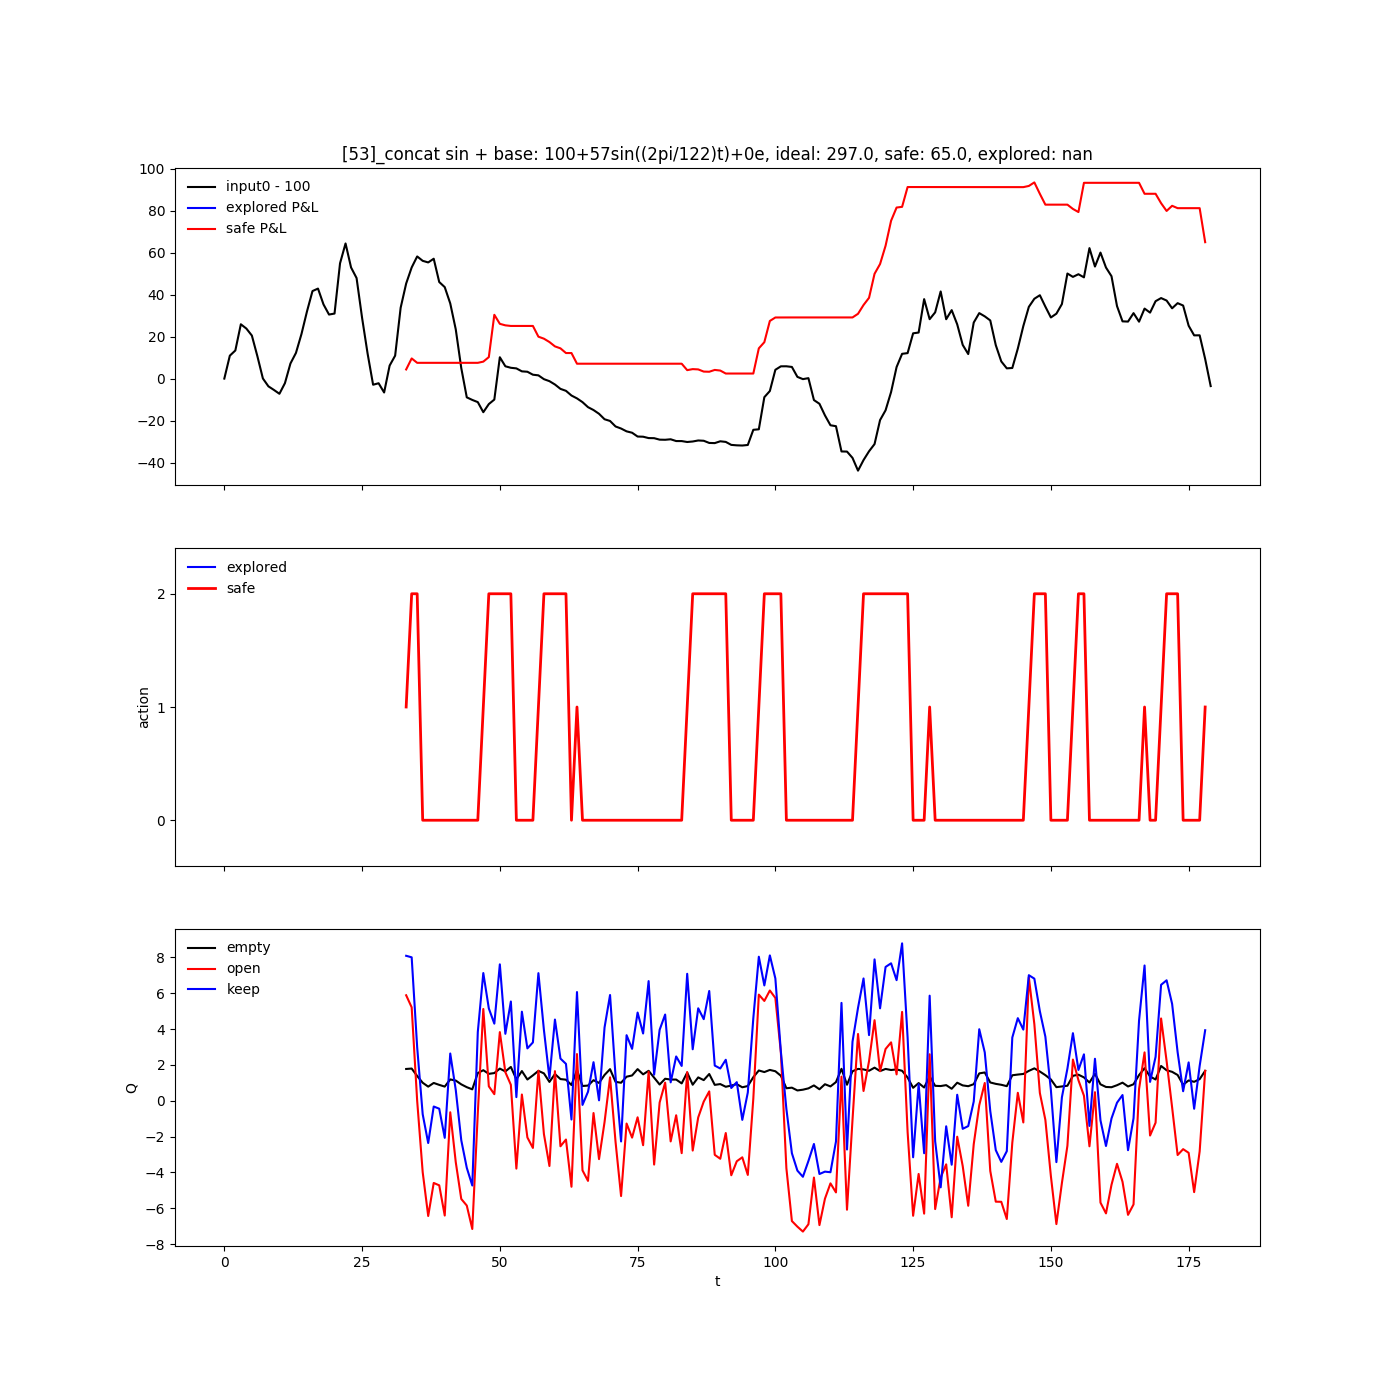 [53]_concat sin + base: 100+57sin((2pi/122)t)+0e, ideal: 297.0, safe: 65.0, explored: nan
100
80
60
40
20
0
−20
−40
input0 - 100
explored P&L
safe P&L
2
1
0
action
explored
safe
8
6
4
2
0
−2
−4
−6
−8
Q
empty
open
keep
0 25 50 75 100 125 150 175
t